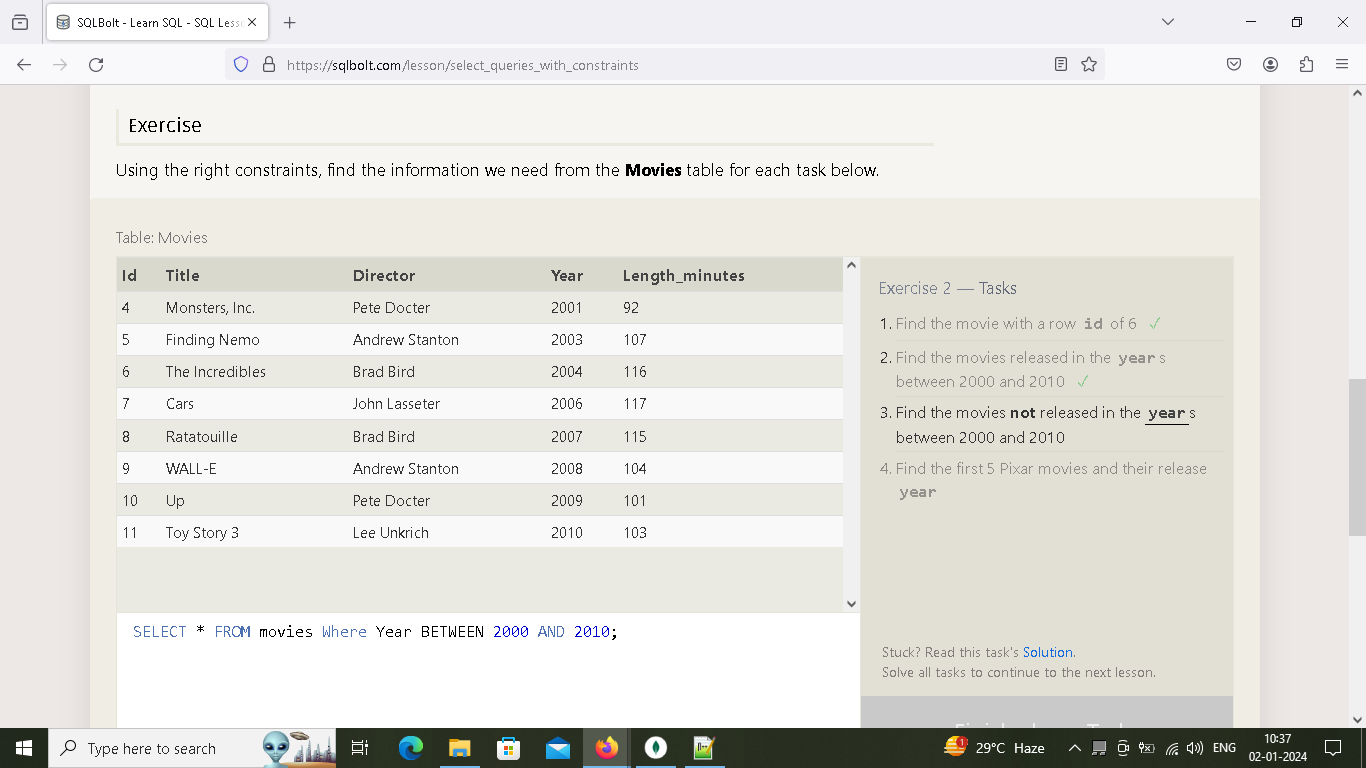 SQLBolt - Learn SQL - SQL Less
https://sqlbolt.com/lesson/select_queries_with_constraints
Exercise
Using the right constraints, find the information we need from the Movies table for each task below.
Table: Movies
Id Title Director Year Length_minutes
4 Monsters, Inc. Pete Docter 2001 92
5 Finding Nemo Andrew Stanton 2003 107
6 The Incredibles Brad Bird 2004 116
7 Cars John Lasseter 2006 117
8 Ratatouille Brad Bird 2007 115
9 WALL-E Andrew Stanton 2008 104
10 Up Pete Docter 2009 101
11 Toy Story 3 Lee Unkrich 2010 103
SELECT * FROM movies Where Year BETWEEN 2000 AND 2010;
Exercise 2 — Tasks
1. Find the movie with a row id of 6 ✓
2. Find the movies released in the years
between 2000 and 2010 ✓
3. Find the movies not released in the years
between 2000 and 2010
4. Find the first 5 Pixar movies and their release
year
Stuck? Read this task's Solution.
Solve all tasks to continue to the next lesson.
Type here to search
1
29°C Haze
ENG
10:37
02-01-2024